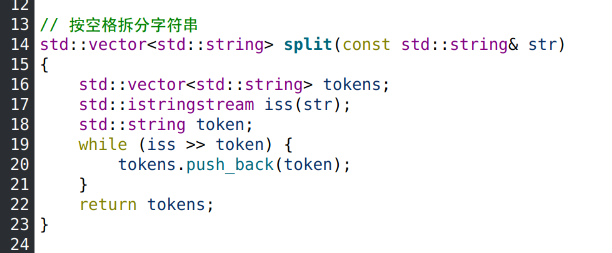 12
13 // 按空格拆分字符串
14 std::vector<std::string> split(const std::string& str)
15 {
16     std::vector<std::string> tokens;
17     std::istringstream iss(str);
18     std::string token;
19     while (iss >> token) {
20         tokens.push_back(token);
21     }
22     return tokens;
23 }
24